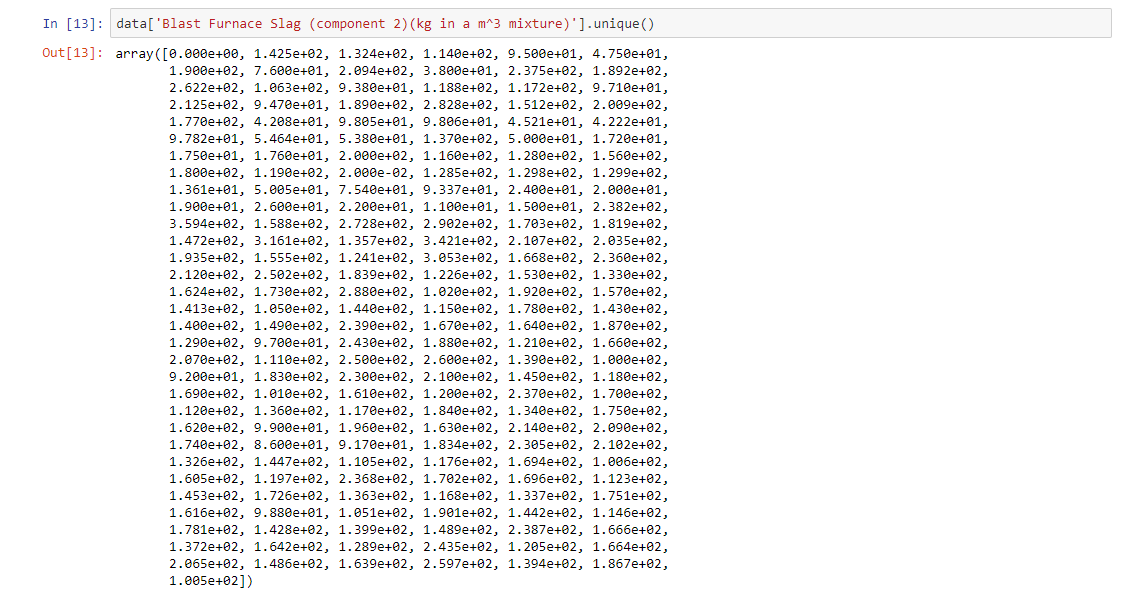 In [13]: data['Blast Furnace Slag (component 2)(kg in a m^3 mixture)'].unique()
Out[13]: array([0.000e+00, 1.425e+02, 1.324e+02, 1.140e+02, 9.500e+01, 4.750e+01,
1.900e+02, 7.600e+01, 2.094e+02, 3.800e+01, 2.375e+02, 1.892e+02,
2.622e+02, 1.063e+02, 9.380e+01, 1.188e+02, 1.172e+02, 9.710e+01,
2.125e+02, 9.470e+01, 1.890e+02, 2.828e+02, 1.512e+02, 2.009e+02,
1.770e+02, 4.208e+01, 9.805e+01, 9.806e+01, 4.521e+01, 4.222e+01,
9.782e+01, 5.464e+01, 5.380e+01, 1.370e+02, 5.000e+01, 1.720e+01,
1.750e+01, 1.760e+01, 2.000e+02, 1.160e+02, 1.280e+02, 1.560e+02,
1.800e+02, 1.190e+02, 2.000e-02, 1.285e+02, 1.298e+02, 1.299e+02,
1.361e+01, 5.005e+01, 7.540e+01, 9.337e+01, 2.400e+01, 2.000e+01,
1.900e+01, 2.600e+01, 2.200e+01, 1.100e+01, 1.500e+01, 2.382e+02,
3.594e+02, 1.588e+02, 2.728e+02, 2.902e+02, 1.703e+02, 1.819e+02,
1.472e+02, 3.161e+02, 1.357e+02, 3.421e+02, 2.107e+02, 2.035e+02,
1.935e+02, 1.555e+02, 1.241e+02, 3.053e+02, 1.668e+02, 2.360e+02,
2.120e+02, 2.502e+02, 1.839e+02, 1.226e+02, 1.530e+02, 1.330e+02,
1.624e+02, 1.730e+02, 2.880e+02, 1.020e+02, 1.920e+02, 1.570e+02,
1.413e+02, 1.050e+02, 1.440e+02, 1.150e+02, 1.780e+02, 1.430e+02,
1.400e+02, 1.490e+02, 2.390e+02, 1.670e+02, 1.640e+02, 1.870e+02,
1.290e+02, 9.700e+01, 2.430e+02, 1.880e+02, 1.210e+02, 1.660e+02,
2.070e+02, 1.110e+02, 2.500e+02, 2.600e+02, 1.390e+02, 1.000e+02,
9.200e+01, 1.830e+02, 2.300e+02, 2.100e+02, 1.450e+02, 1.180e+02,
1.690e+02, 1.010e+02, 1.610e+02, 1.200e+02, 2.370e+02, 1.700e+02,
1.120e+02, 1.360e+02, 1.170e+02, 1.840e+02, 1.340e+02, 1.750e+02,
1.620e+02, 9.900e+01, 1.960e+02, 1.630e+02, 2.140e+02, 2.090e+02,
1.740e+02, 8.600e+01, 9.170e+01, 1.834e+02, 2.305e+02, 2.102e+02,
1.326e+02, 1.447e+02, 1.105e+02, 1.176e+02, 1.694e+02, 1.006e+02,
1.605e+02, 1.197e+02, 2.368e+02, 1.702e+02, 1.696e+02, 1.123e+02,
1.453e+02, 1.726e+02, 1.363e+02, 1.168e+02, 1.337e+02, 1.751e+02,
1.616e+02, 9.880e+01, 1.051e+02, 1.901e+02, 1.442e+02, 1.146e+02,
1.781e+02, 1.428e+02, 1.399e+02, 1.489e+02, 2.387e+02, 1.666e+02,
1.372e+02, 1.642e+02, 1.289e+02, 2.435e+02, 1.205e+02, 1.664e+02,
2.065e+02, 1.486e+02, 1.639e+02, 2.597e+02, 1.394e+02, 1.867e+02,
1.005e+02])